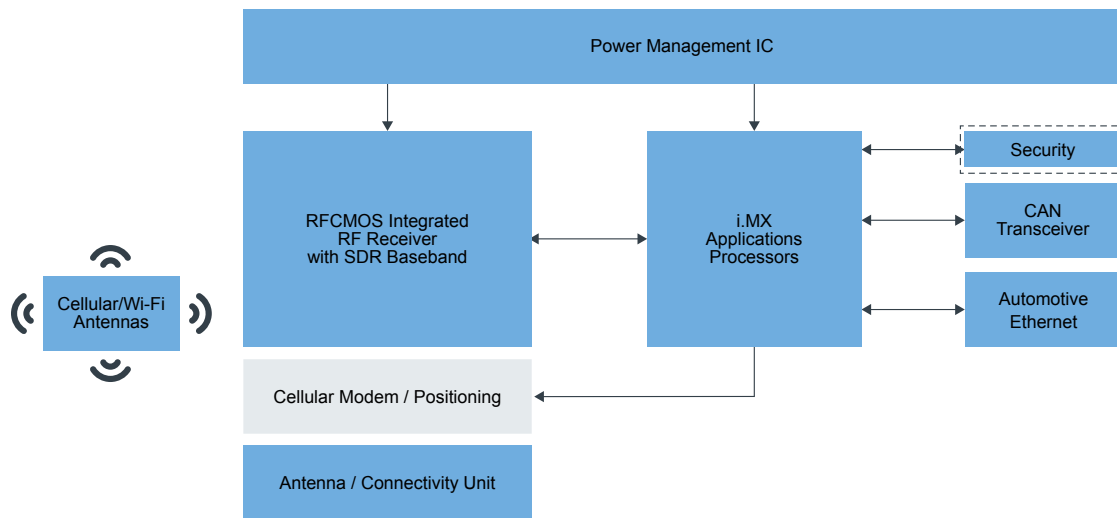 Power Management IC
RFCMOS Integrated
RF Receiver
with SDR Baseband
i.MX
Applications
Processors
Security
CAN
Transceiver
Automotive
Ethernet
Cellular/Wi-Fi
Antennas
Cellular Modem / Positioning
Antenna / Connectivity Unit